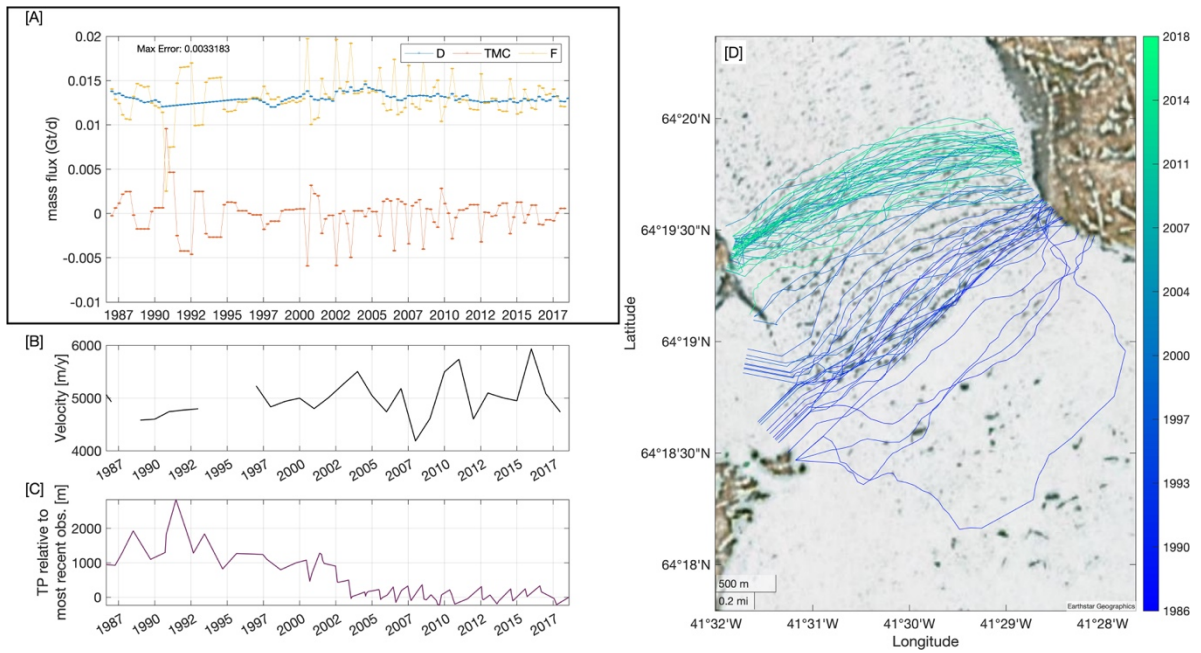 [A]
Max Error: 0.0033183
D TMC F
mass flux (Gt/d)
0.02
0.015
0.01
0.005
0
-0.005
-0.01
1987 1990 1992 1995 1997 2000 2002 2005 2007 2010 2012 2015 2017
[B]
Velocity [m/y]
6000
5000
4000
1987 1990 1992 1995 1997 2000 2002 2005 2007 2010 2012 2015 2017
[C]
TP relative to
most recent obs. [m]
2000
1000
0
1987 1990 1992 1995 1997 2000 2002 2005 2007 2010 2012 2015 2017
[D]
Latitude
64°20'N
64°19'30"N
64°19'N
64°18'30"N
64°18'N
500 m
0.2 mi
Earthstar Geographics
41°32'W 41°31'W 41°30'W 41°29'W 41°28'W
Longitude
2018
2014
2011
2007
2004
2000
1997
1993
1990
1986